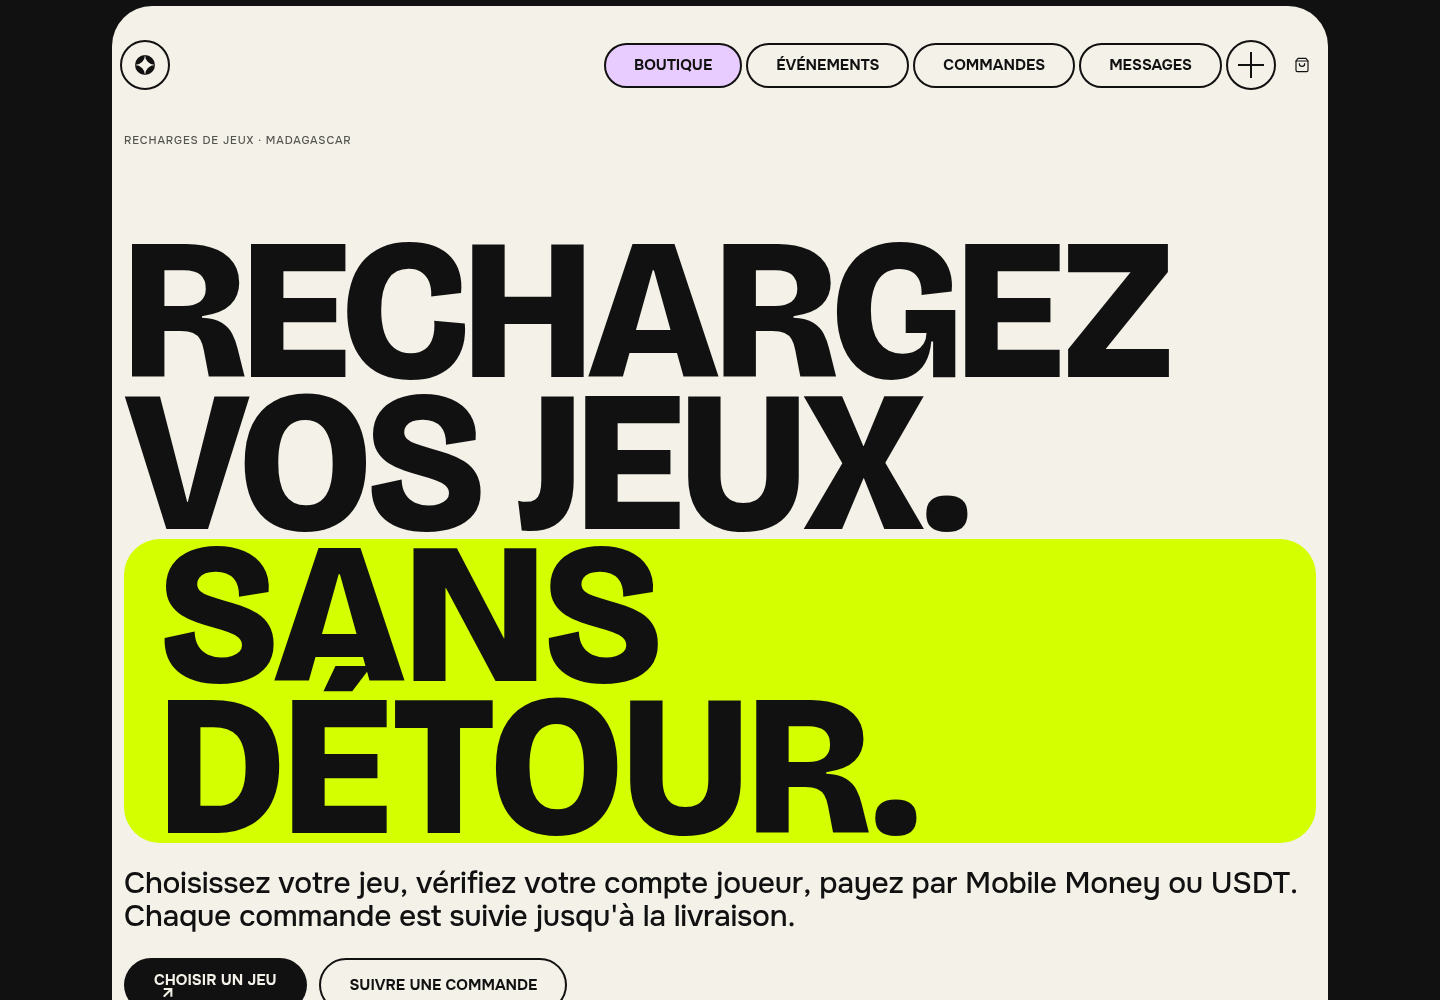 BOUTIQUE
ÉVÉNEMENTS
COMMANDES
MESSAGES
RECHARGES DE JEUX · MADAGASCAR
RECHARGEZ
VOS JEUX.
SANS
DÉTOUR.
Choisissez votre jeu, vérifiez votre compte joueur, payez par Mobile Money ou USDT.
Chaque commande est suivie jusqu'à la livraison.
CHOISIR UN JEU
SUIVRE UNE COMMANDE